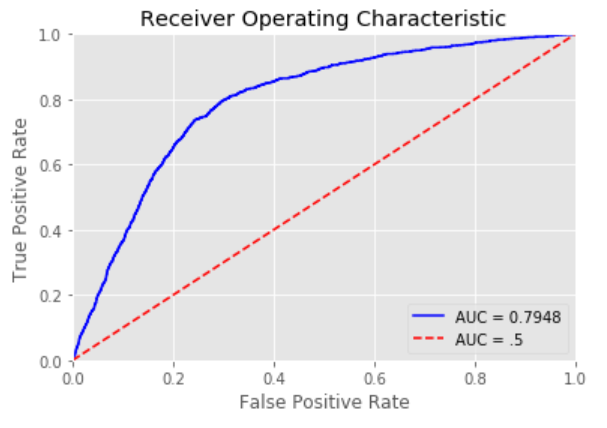 Receiver Operating Characteristic
1.0
0.8
0.6
0.4
0.2
0.0
True Positive Rate
AUC = 0.7948
AUC = .5
0.0 0.2 0.4 0.6 0.8 1.0
False Positive Rate